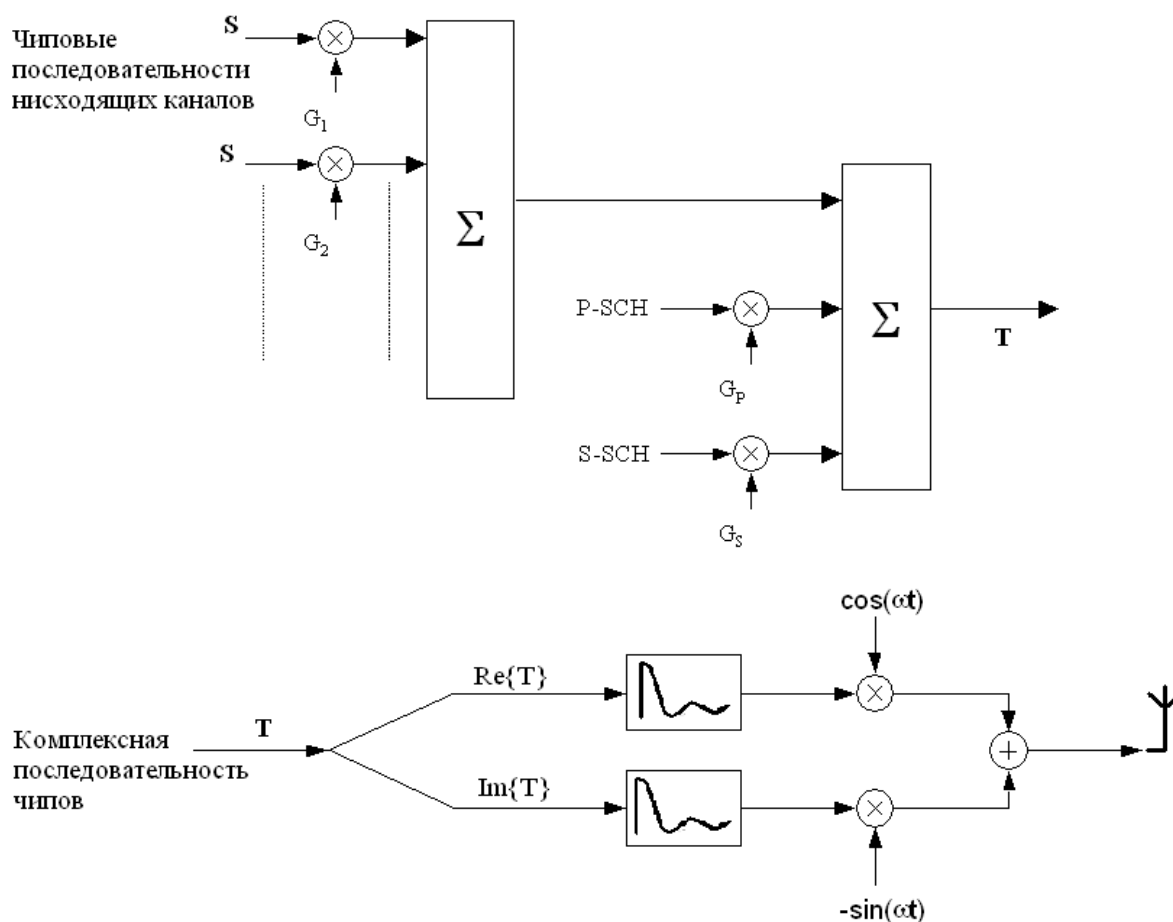 Чиповые
последовательности
нисходящих каналов
S
G1
S
G2
Σ
P-SCH
GP
S-SCH
GS
Σ
T
cos(ωt)
Re{T}
Комплексная
последовательность
чипов
T
Im{T}
-sin(ωt)